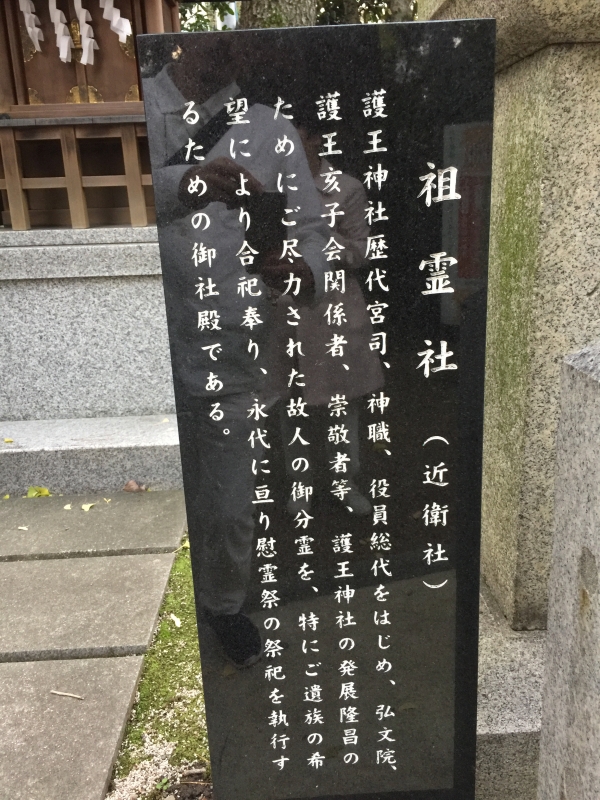 祖霊社（近衛社）
護王神社歴代宮司、神職、役員総代をはじめ、弘文院、
護王亥子会関係者、崇敬者等、護王神社の発展隆昌の
ためにご尽力された故人の御分霊を、特にご遺族の希
望により合祀奉り、永代に亘り慰霊祭の祭祀を執行す
るための御社殿である。